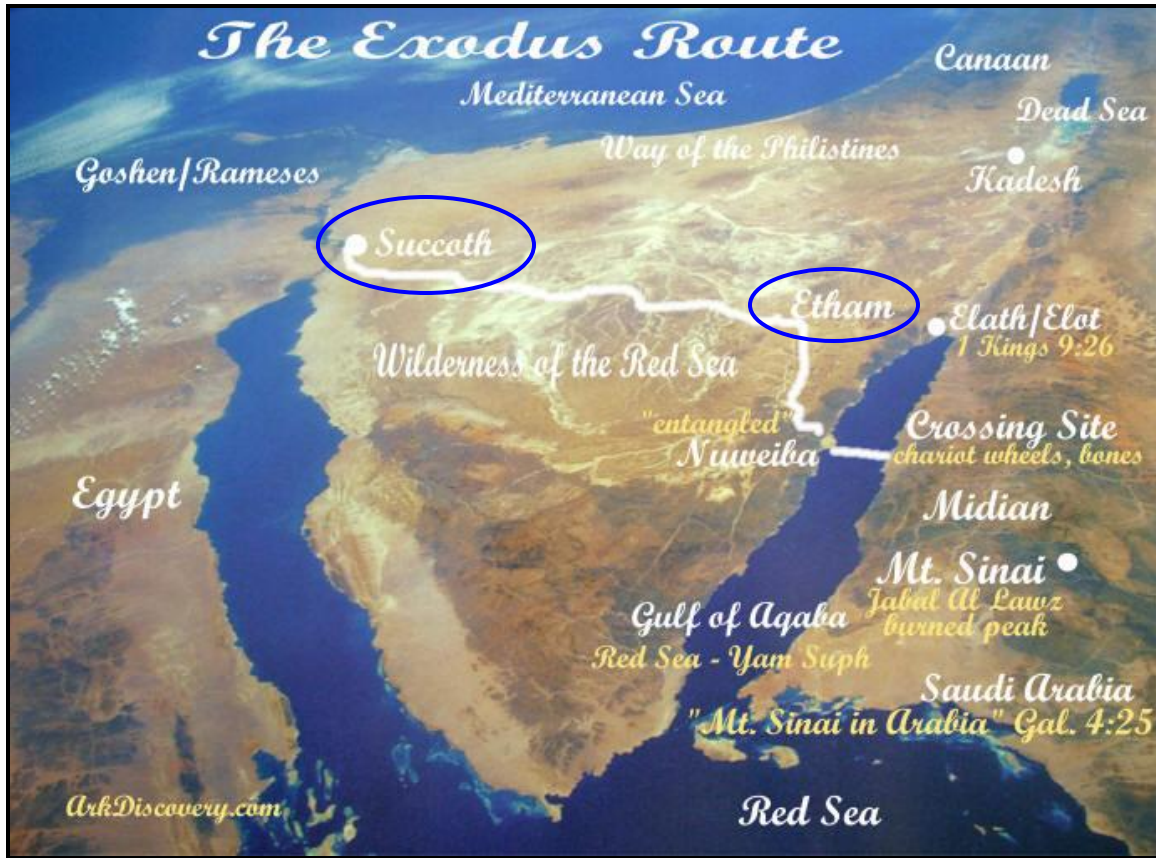 The Exodus Route
Mediterranean Sea
Canaan
Dead Sea
Way of the Philistines
Kadesh
Goshen/Rameses
Succoth
Etham
Elath/Elot
1 Kings 9:26
Wilderness of the Red Sea
"entangled"
Nuweiba
Crossing Site
chariot wheels, bones
Egypt
Midian
Mt. Sinai
Jabal Al Lawz
burned peak
Gulf of Aqaba
Red Sea - Yam Suph
Saudi Arabia
"Mt. Sinai in Arabia" Gal. 4:25
ArkDiscovery.com
Red Sea